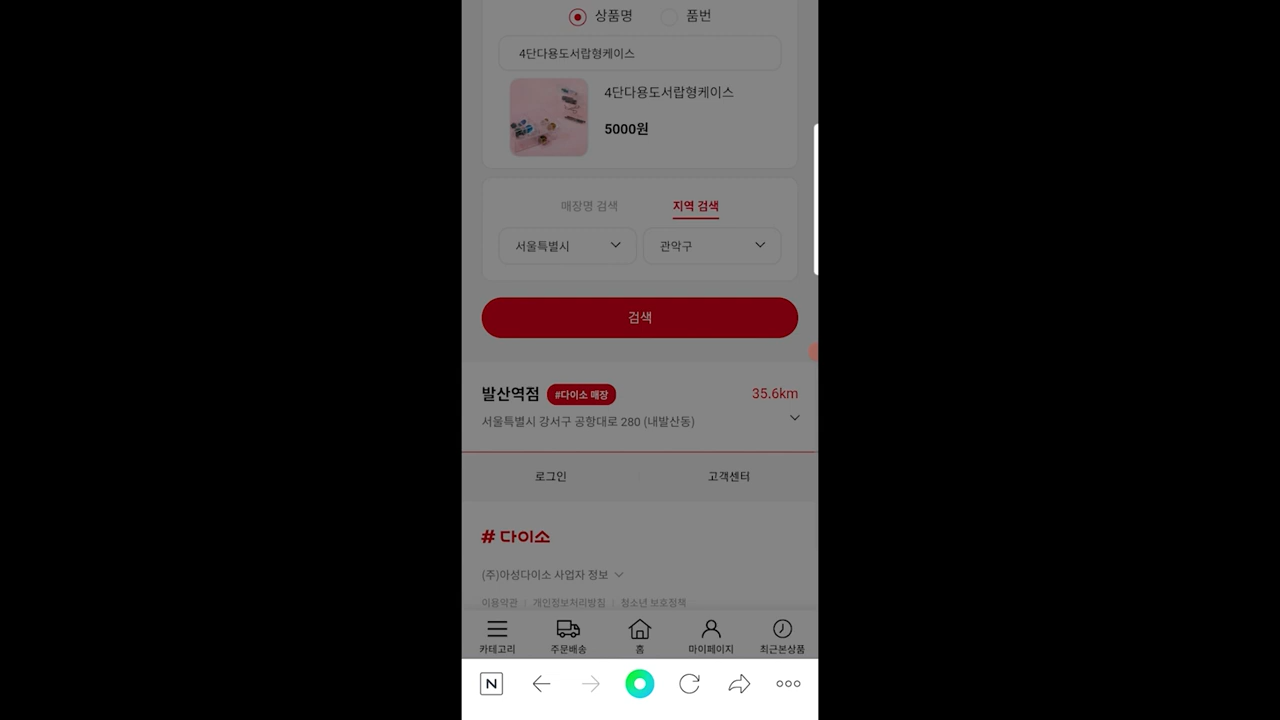 상품명 품번
4단다용도서랍형케이스
4단다용도서랍형케이스
5000원
매장명 검색 지역 검색
서울특별시 관악구
검색
발산역점 #다이소 매장 35.6km
서울특별시 강서구 공항대로 280 (내발산동)
로그인 고객센터
# 다이소
(주)아성다이소 사업자 정보
이용약관 | 개인정보처리방침 | 청소년 보호정책
카테고리 주문배송 홈 마이페이지 최근본상품
N